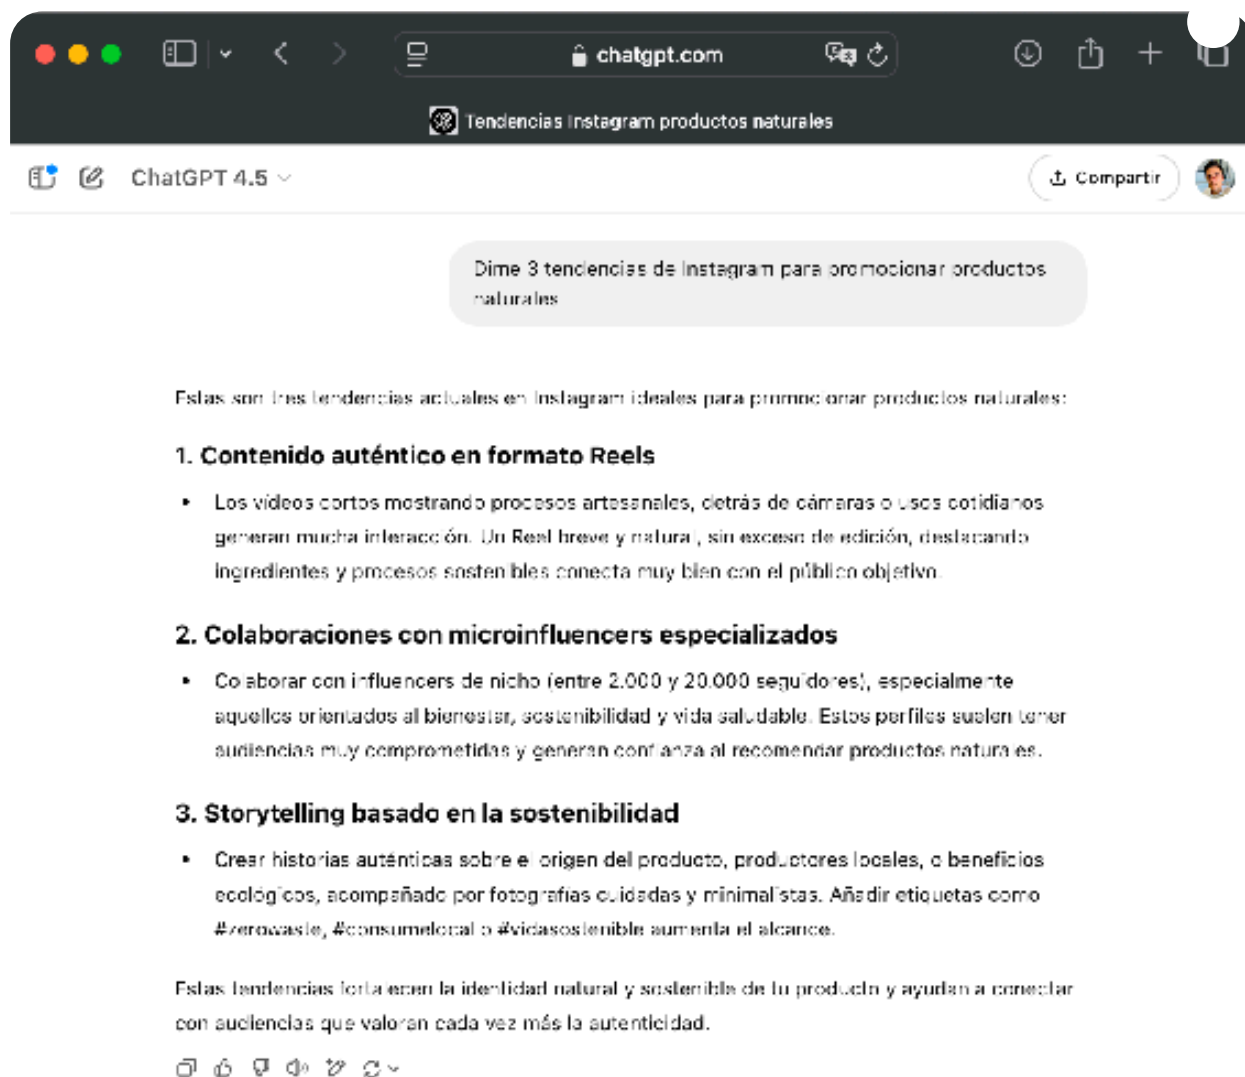 chatgpt.com
Tendencias Instagram productos naturales
ChatGPT 4.5
Compartir
Dime 3 tendencias de Instagram para promocionar productos
naturales
Estas son tres tendencias actuales en Instagram ideales para promocionar productos naturales:
1. Contenido auténtico en formato Reels
• Los vídeos cortos mostrando procesos artesanales, detrás de cámaras o usos cotidianos
generan mucha interacción. Un Reel breve y natural, sin exceso de edición, destacando
ingredientes y procesos sostenibles conecta muy bien con el público objetivo.
2. Colaboraciones con microinfluencers especializados
• Colaborar con influencers de nicho (entre 2.000 y 20.000 seguidores), especialmente
aquellos orientados al bienestar, sostenibilidad y vida saludable. Estos perfiles suelen tener
audiencias muy comprometidas y generan confianza al recomendar productos naturales.
3. Storytelling basado en la sostenibilidad
• Crear historias auténticas sobre el origen del producto, productores locales, o beneficios
ecológicos, acompañado por fotografías cuidadas y minimalistas. Añadir etiquetas como
#zerowaste, #consumelocal o #vidasostenible aumenta el alcance.
Estas tendencias fortalecen la identidad natural y sostenible de tu producto y ayudan a conectar
con audiencias que valoran cada vez más la autenticidad.